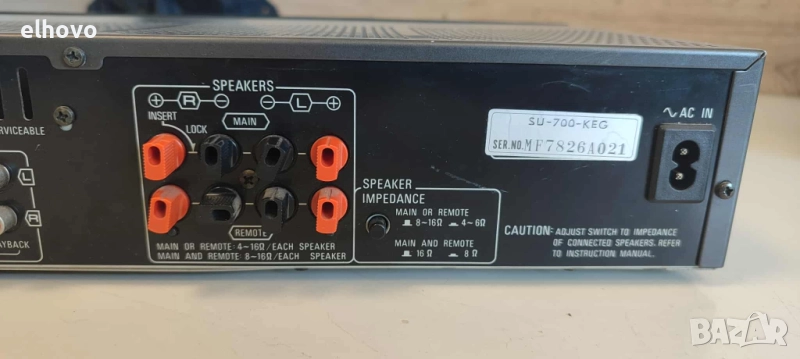 elhovo
SPEAKERS
+ R − − L +
INSERT
LOCK
MAIN
REMOTE
MAIN OR REMOTE: 4~16Ω/EACH SPEAKER
MAIN AND REMOTE: 8~16Ω/EACH SPEAKER
L
R
SPEAKER
IMPEDANCE
MAIN OR REMOTE
8~16Ω 4~6Ω
MAIN AND REMOTE
16Ω 8Ω
SU-700-KEG
SER.NO.MF7826A021
~ AC IN
CAUTION: ADJUST SWITCH TO IMPEDANCE
OF CONNECTED SPEAKERS. REFER
TO INSTRUCTION MANUAL.
BAZAR